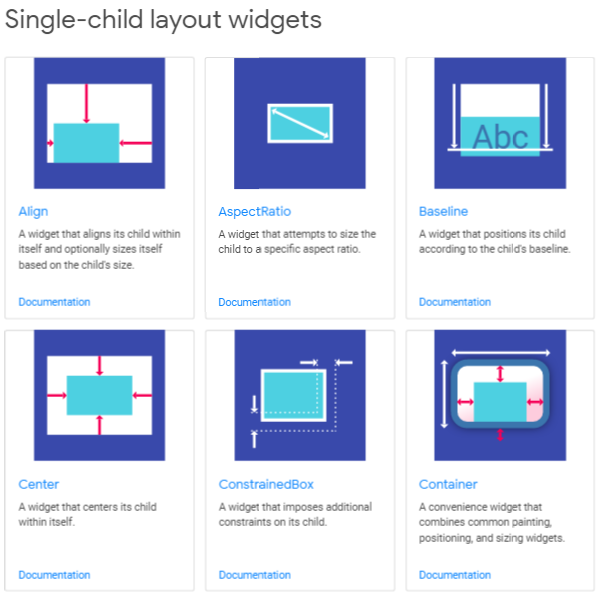 Single-child layout widgets
Abc
Align
A widget that aligns its child within
itself and optionally sizes itself
based on the child's size.
Documentation
AspectRatio
A widget that attempts to size the
child to a specific aspect ratio.
Documentation
Baseline
A widget that positions its child
according to the child's baseline.
Documentation
Center
A widget that centers its child
within itself.
Documentation
ConstrainedBox
A widget that imposes additional
constraints on its child.
Documentation
Container
A convenience widget that
combines common painting,
positioning, and sizing widgets.
Documentation